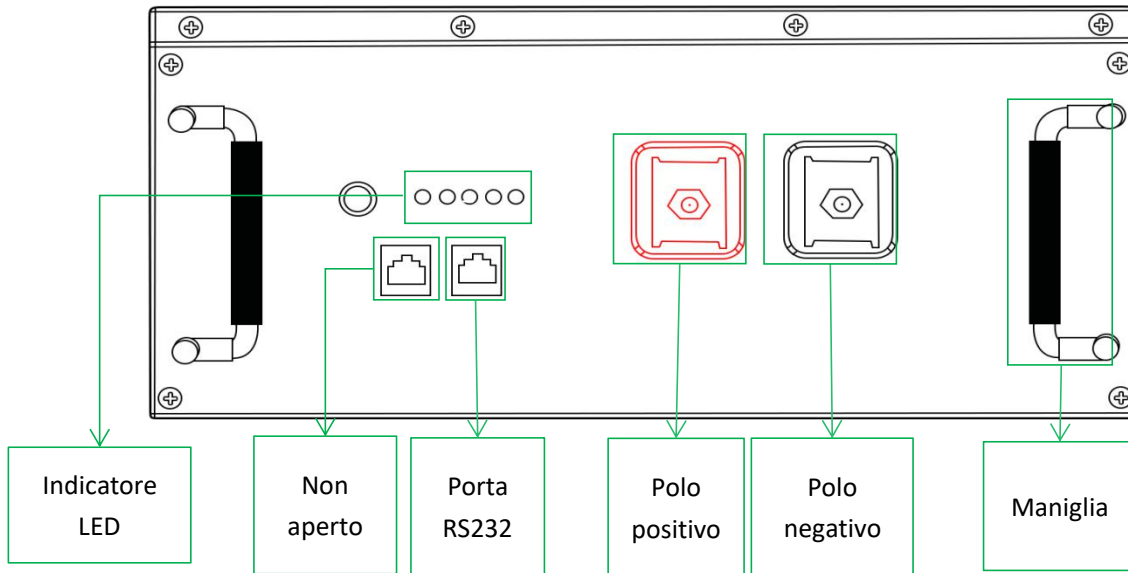 Indicatore
LED
Non
aperto
Porta
RS232
Polo
positivo
Polo
negativo
Maniglia